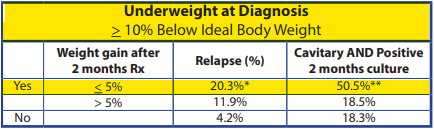 Underweight at Diagnosis
≥ 10% Below Ideal Body Weight
Weight gain after 2 months Rx Relapse (%) Cavitary AND Positive 2 months culture
Yes ≤ 5% 20.3%* 50.5%**
> 5% 11.9% 18.5%
No 4.2% 18.3%